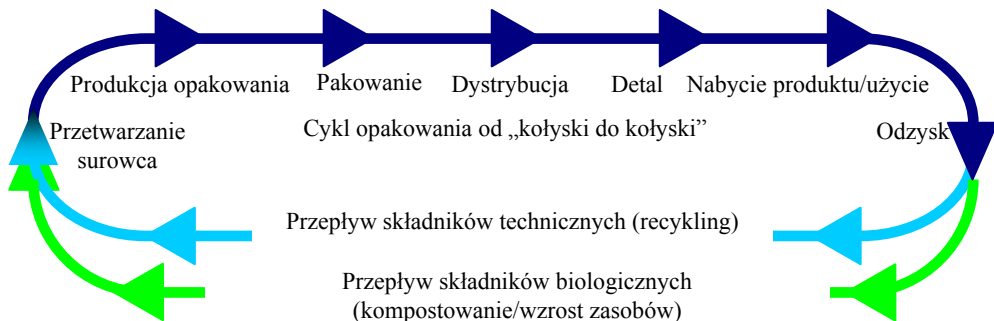 Produkcja opakowania Pakowanie Dystrybucja Detal Nabycie produktu/użycie
Przetwarzanie
surowca
Cykl opakowania od „kołyski do kołyski”
Odzysk
Przepływ składników technicznych (recykling)
Przepływ składników biologicznych
(kompostowanie/wzrost zasobów)